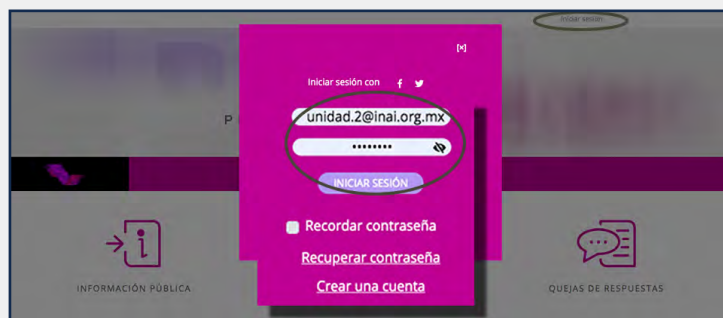 Iniciar sesión
[×]
Iniciar sesión con
P
unidad.2@inai.org.mx
INICIAR SESIÓN
Recordar contraseña
Recuperar contraseña
Crear una cuenta
INFORMACIÓN PÚBLICA
QUEJAS DE RESPUESTAS